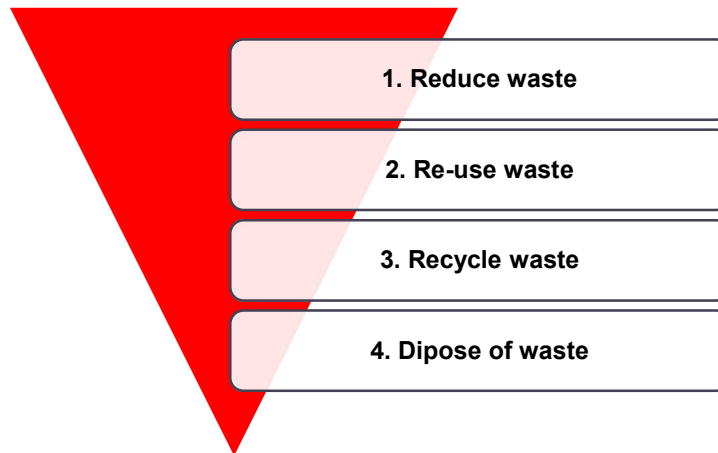 1. Reduce waste
2. Re-use waste
3. Recycle waste
4. Dipose of waste